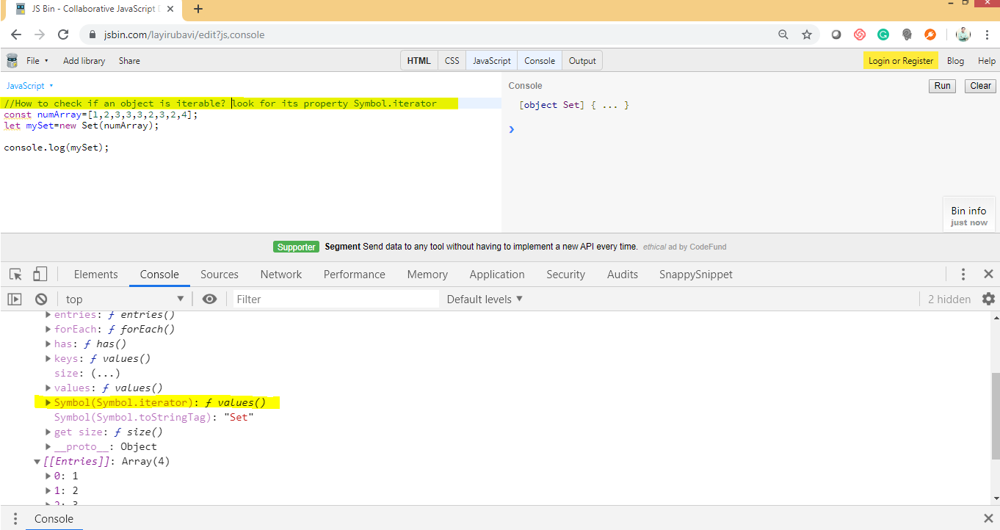 JS Bin - Collaborative JavaScript
jsbin.com/layirubavi/edit?js,console
File Add library Share HTML CSS JavaScript Console Output Login or Register Blog Help
JavaScript
//How to check if an object is iterable? look for its property Symbol.iterator
const numArray=[1,2,3,3,3,2,3,2,4];
let mySet=new Set(numArray);
console.log(mySet);
Console Run Clear
[object Set] { ... }
Bin info
just now
Supporter Segment Send data to any tool without having to implement a new API every time. ethical ad by CodeFund
Elements Console Sources Network Performance Memory Application Security Audits SnappySnippet
top Filter Default levels 2 hidden
entries: ƒ entries()
forEach: ƒ forEach()
has: ƒ has()
keys: ƒ values()
size: (...)
values: ƒ values()
Symbol(Symbol.iterator): ƒ values()
Symbol(Symbol.toStringTag): "Set"
get size: ƒ size()
__proto__: Object
[[Entries]]: Array(4)
0: 1
1: 2
2: 3
Console